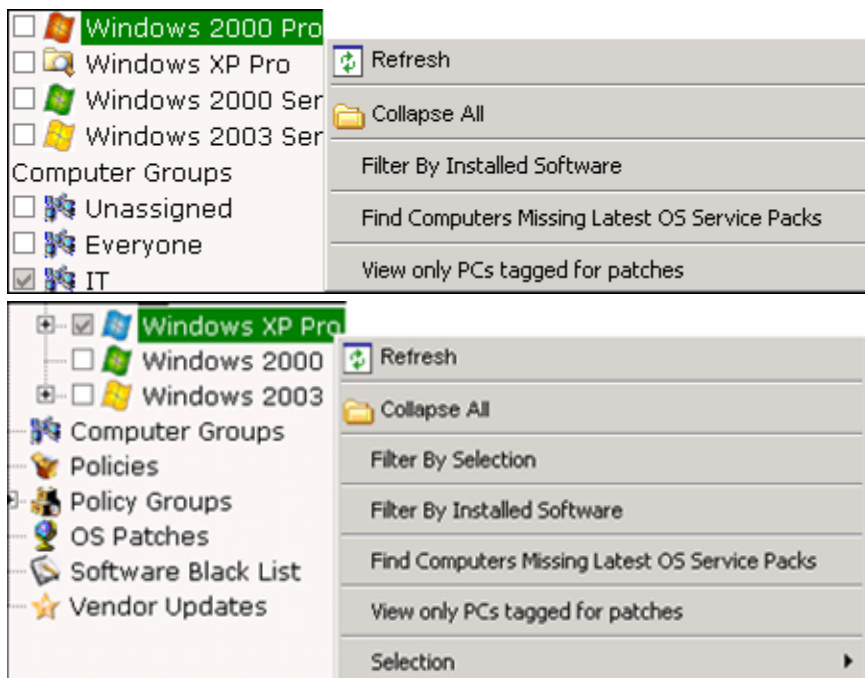 Windows 2000 Pro
Windows XP Pro
Windows 2000 Ser
Windows 2003 Ser
Computer Groups
Unassigned
Everyone
IT
Refresh
Collapse All
Filter By Installed Software
Find Computers Missing Latest OS Service Packs
View only PCs tagged for patches
Windows XP Pro
Windows 2000
Windows 2003
Computer Groups
Policies
Policy Groups
OS Patches
Software Black List
Vendor Updates
Refresh
Collapse All
Filter By Selection
Filter By Installed Software
Find Computers Missing Latest OS Service Packs
View only PCs tagged for patches
Selection